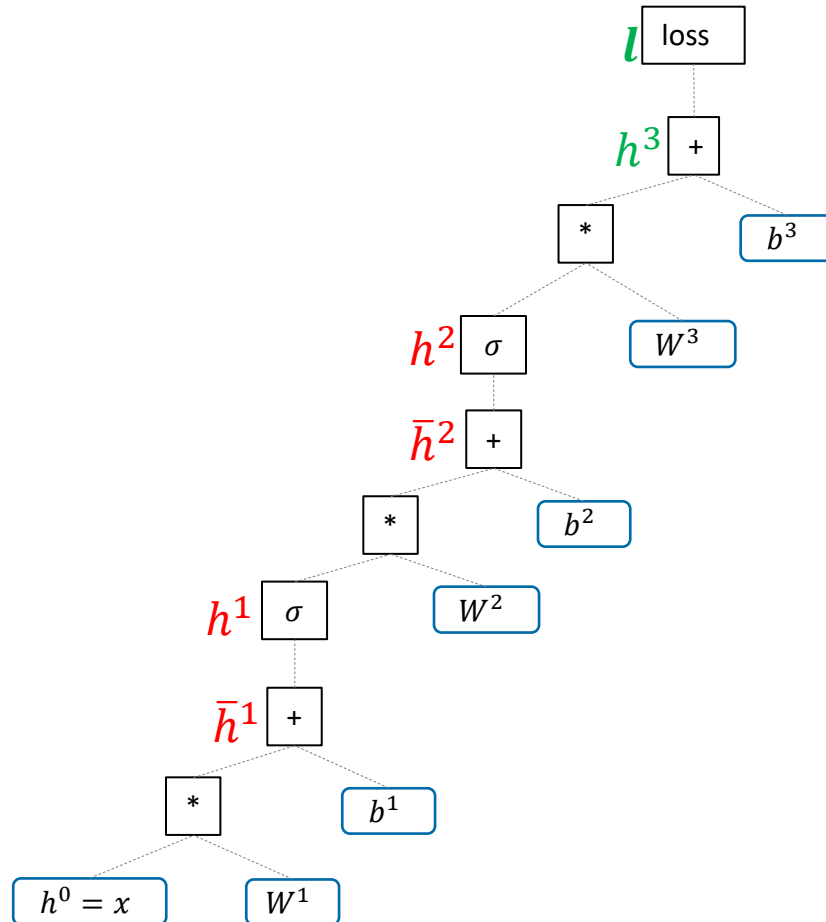 l loss
h³ +
* b³
h² σ W³
h̄² +
* b²
h¹ σ W²
h̄¹ +
* b¹
h⁰ = x W¹